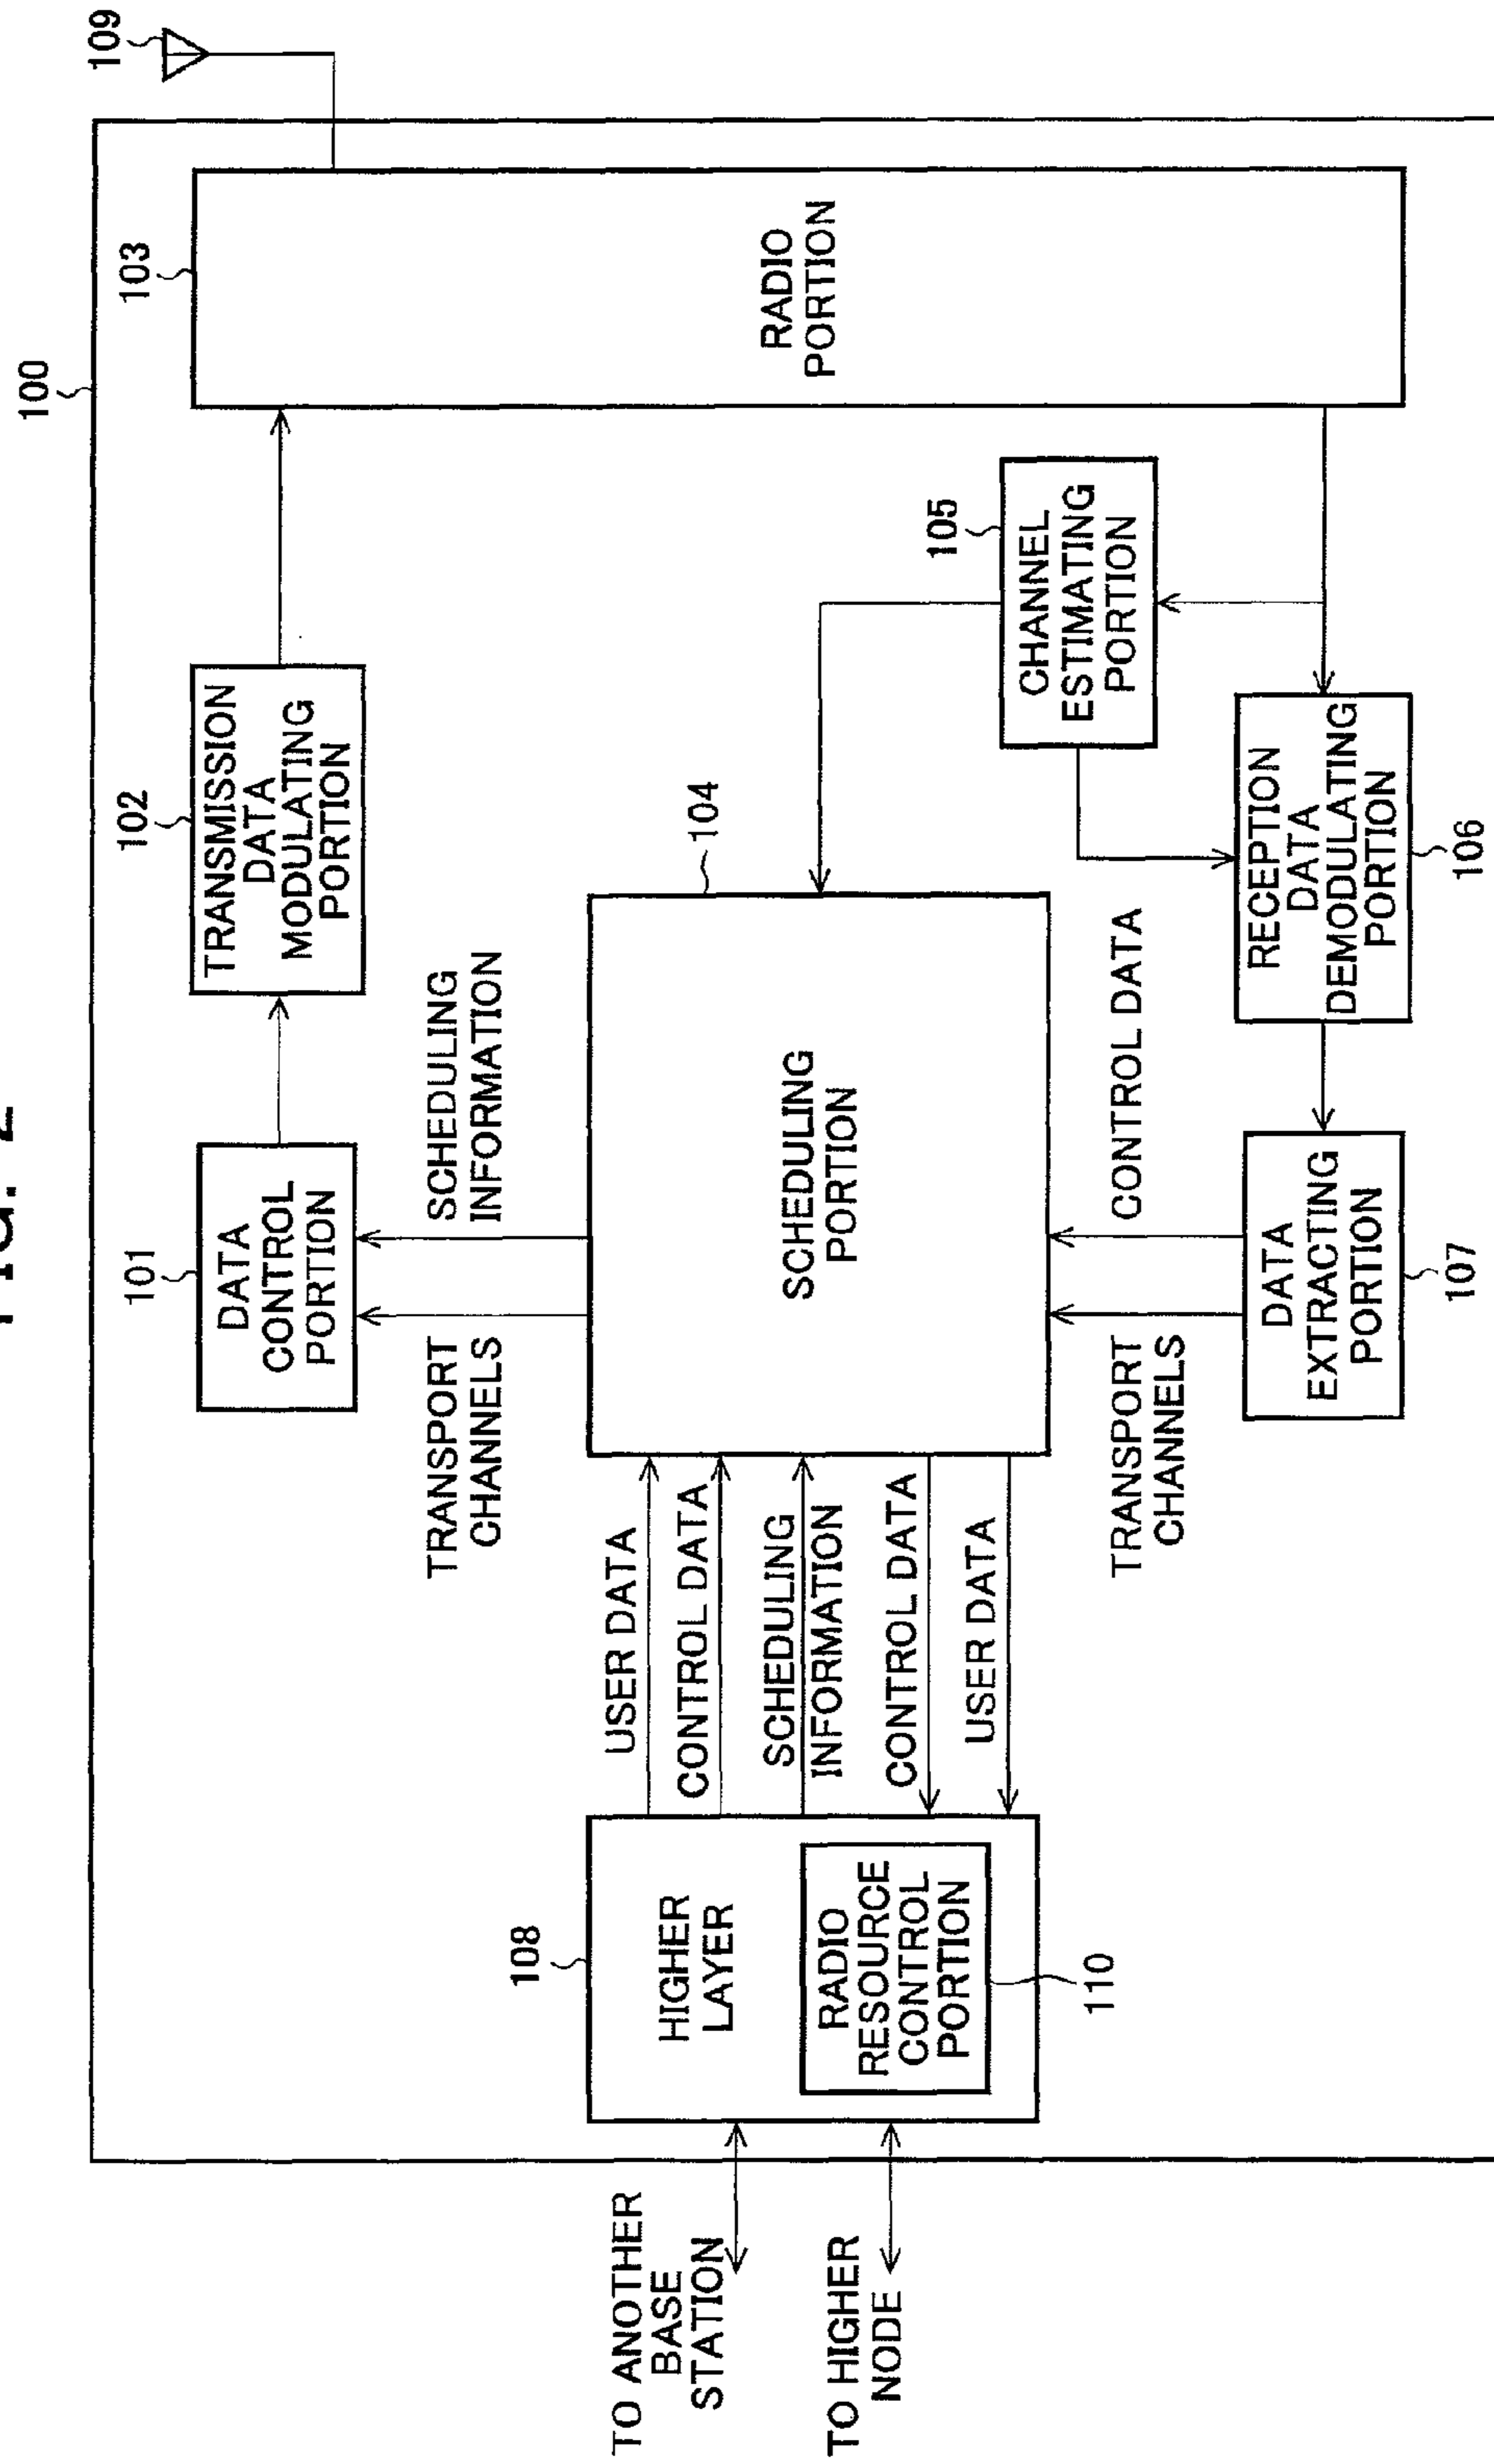 100
109
103
102
101
TRANSMISSION
DATA
MODULATING
PORTION
DATA
CONTROL
PORTION
RADIO
PORTION
TRANSPORT
CHANNELS
SCHEDULING
INFORMATION
108
104
TO ANOTHER
BASE
STATION
TO HIGHER
NODE
HIGHER
LAYER
RADIO
RESOURCE
CONTROL
PORTION
110
USER DATA
CONTROL DATA
SCHEDULING
INFORMATION
CONTROL DATA
USER DATA
SCHEDULING
PORTION
105
CHANNEL
ESTIMATING
PORTION
TRANSPORT
CHANNELS
CONTROL DATA
DATA
EXTRACTING
PORTION
107
RECEPTION
DATA
DEMODULATING
PORTION
106